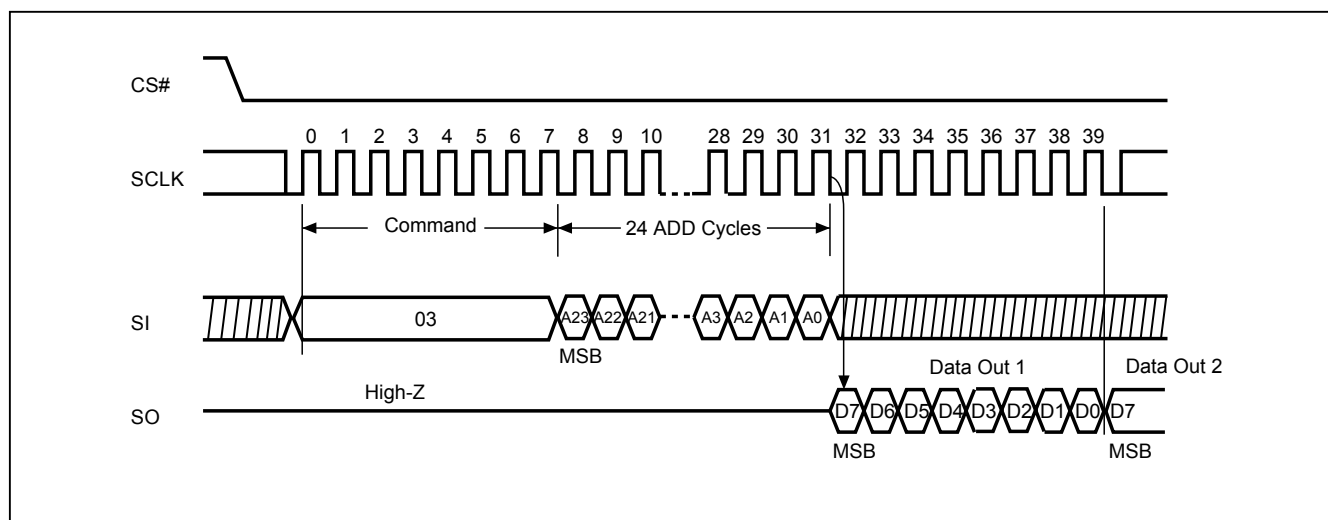 CS#
0 1 2 3 4 5 6 7 8 9 10 28 29 30 31 32 33 34 35 36 37 38 39
SCLK
Command
24 ADD Cycles
SI
03
A23 A22 A21 A3 A2 A1 A0
MSB
Data Out 1
Data Out 2
High-Z
SO
D7 D6 D5 D4 D3 D2 D1 D0 D7
MSB
MSB